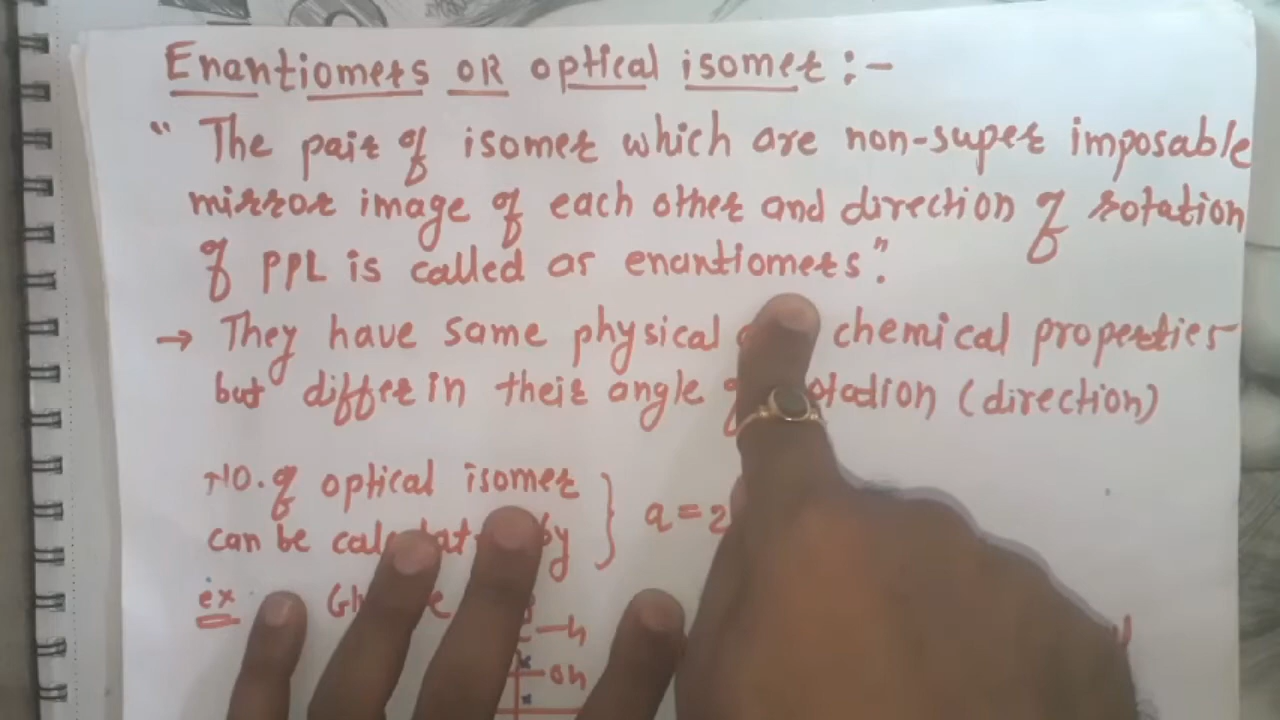 Enantiomers OR optical isomer :-
" The pair of isomer which are non-super imposable
mirror image of each other and direction of rotation
of PPL is called as enantiomers".
→ They have same physical chemical properties
but differ in their angle (direction)
NO. of optical isomer
can be by } a = 2
ex
C-H
OH